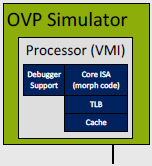 OVP Simulator
Processor (VMI)
Debugger
Support
Core ISA
(morph code)
TLB
Cache